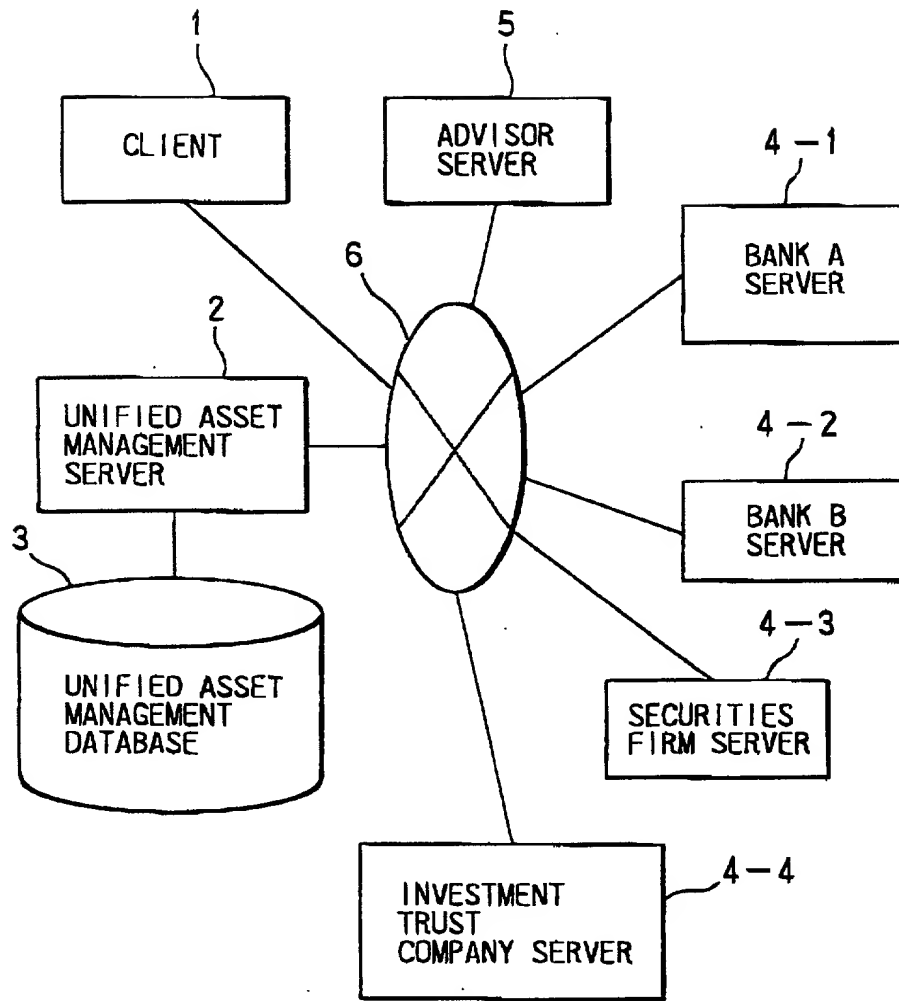 1
CLIENT
5
ADVISOR
SERVER
4-1
BANK A
SERVER
6
2
UNIFIED ASSET
MANAGEMENT
SERVER
4-2
BANK B
SERVER
3
UNIFIED ASSET
MANAGEMENT
DATABASE
4-3
SECURITIES
FIRM SERVER
4-4
INVESTMENT
TRUST
COMPANY SERVER